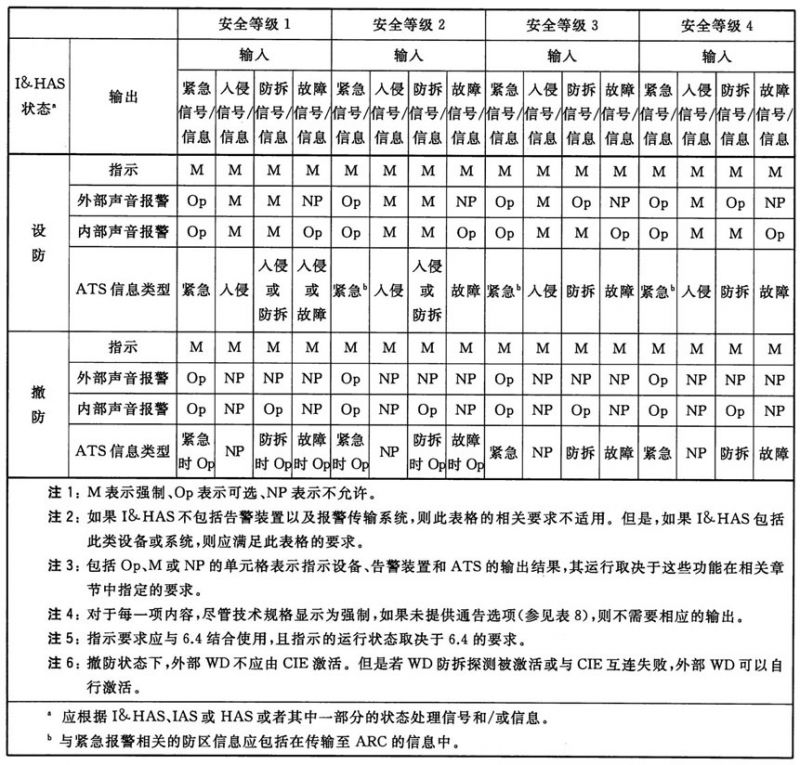 安全等级 1 安全等级 2 安全等级 3 安全等级 4
输入 输入 输入 输入
I&HAS 状态ᵃ 输出 紧急信号/信息 入侵信号/信息 防拆信号/信息 故障信号/信息 紧急信号/信息 入侵信号/信息 防拆信号/信息 故障信号/信息 紧急信号/信息 入侵信号/信息 防拆信号/信息 故障信号/信息 紧急信号/信息 入侵信号/信息 防拆信号/信息 故障信号/信息
设防
指示 M M M M M M M M M M M M M M M M
外部声音报警 Op M M NP Op M M NP Op M Op NP Op M Op NP
内部声音报警 Op M M Op Op M M Op Op M M Op Op M M Op
ATS 信息类型 紧急 入侵 入侵或防拆 入侵或故障 紧急ᵇ 入侵 入侵或防拆 故障 紧急ᵇ 入侵 防拆 故障 紧急ᵇ 入侵 防拆 故障
撤防
指示 M M M M M M M M M M M M M M M M
外部声音报警 Op NP NP NP Op NP NP NP Op NP NP NP Op NP NP NP
内部声音报警 Op NP Op NP Op NP Op NP Op NP Op NP Op NP Op NP
ATS 信息类型 紧急时 Op NP 防拆时 Op 故障时 Op 紧急时 Op NP 防拆时 Op 故障时 Op 紧急 NP 防拆 故障 紧急 NP 防拆 故障
注 1：M 表示强制、Op 表示可选、NP 表示不允许。
注 2：如果 I&HAS 不包括告警装置以及报警传输系统，则此表格的相关要求不适用。但是，如果 I&HAS 包括
此类设备或系统，则应满足此表格的要求。
注 3：包括 Op、M 或 NP 的单元格表示指示设备、告警装置和 ATS 的输出结果，其运行取决于这些功能在相关章
节中指定的要求。
注 4：对于每一项内容，尽管技术规格显示为强制，如果未提供通告选项（参见表 8），则不需要相应的输出。
注 5：指示要求应与 6.4 结合使用，且指示的运行状态取决于 6.4 的要求。
注 6：撤防状态下，外部 WD 不应由 CIE 激活。但是若 WD 防拆探测被激活或与 CIE 互连失败，外部 WD 可以自
行激活。
ᵃ 应根据 I&HAS、IAS 或 HAS 或者其中一部分的状态处理信号和/或信息。
ᵇ 与紧急报警相关的防区信息应包括在传输至 ARC 的信息中。